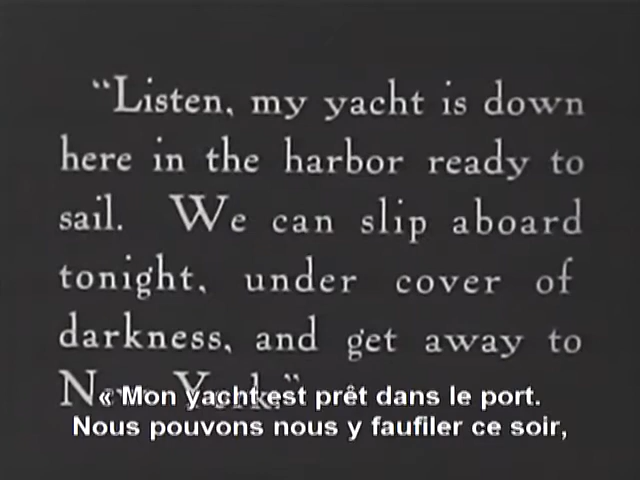 “Listen, my yacht is down
here in the harbor ready to
sail. We can slip aboard
tonight, under cover of
darkness, and get away to
New York.”
« Mon yacht est prêt dans le port.
Nous pouvons nous y faufiler ce soir,